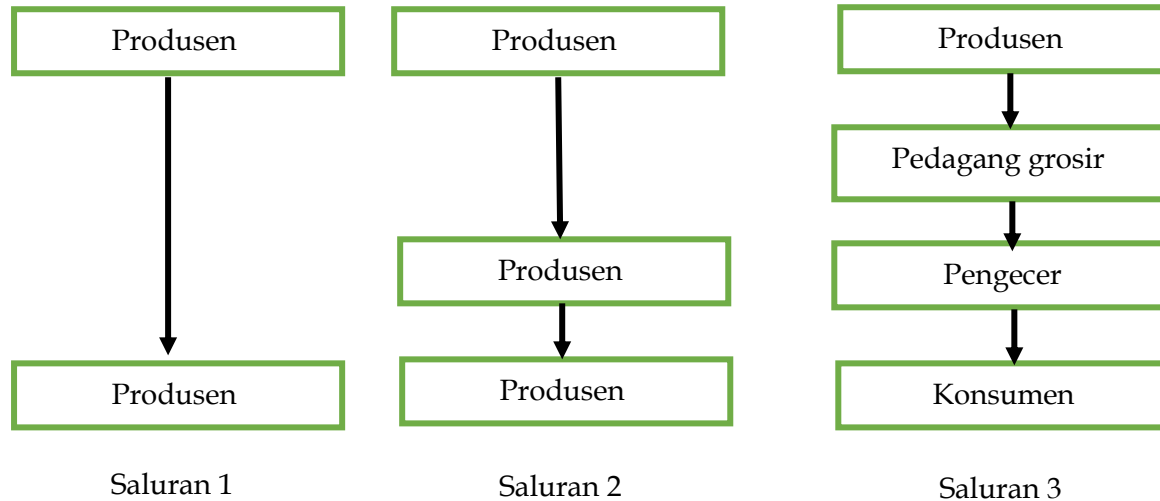 Produsen
Produsen
Saluran 1
Produsen
Produsen
Produsen
Saluran 2
Produsen
Pedagang grosir
Pengecer
Konsumen
Saluran 3